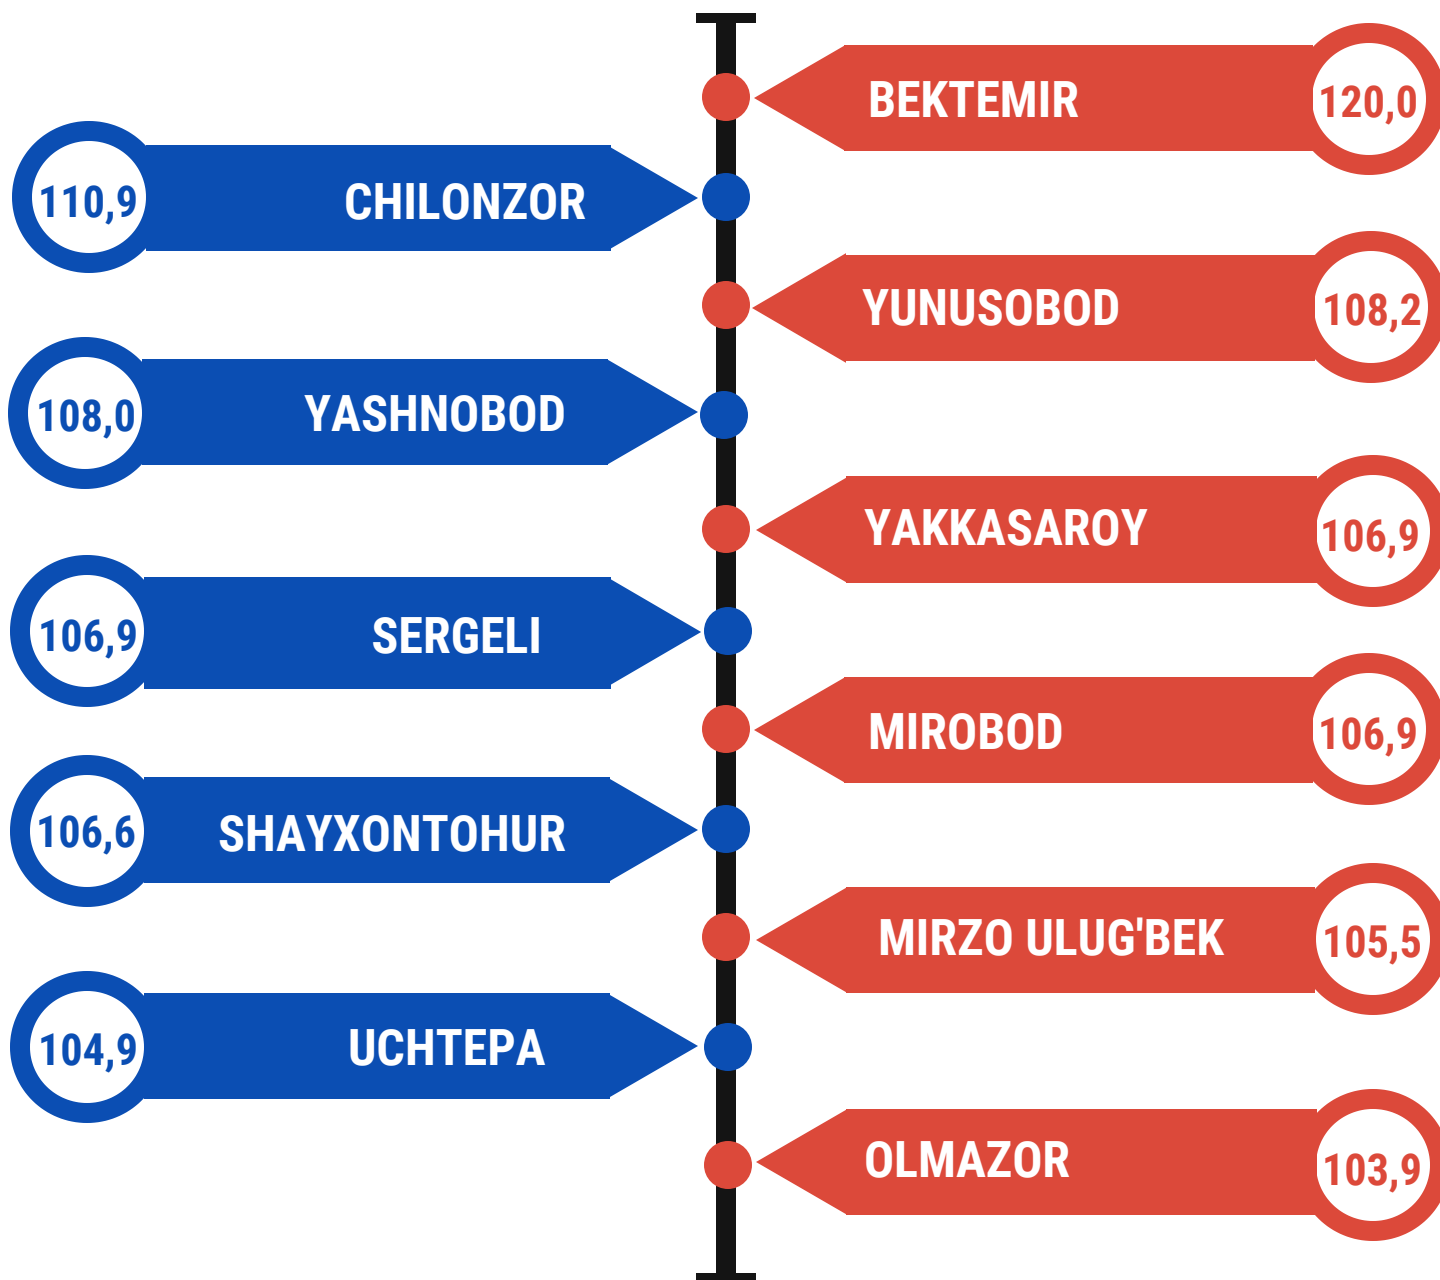 BEKTEMIR 120,0
110,9 CHILONZOR
YUNUSOBOD 108,2
108,0 YASHNOBOD
YAKKASAROY 106,9
106,9 SERGELI
MIROBOD 106,9
106,6 SHAYXONTOHUR
MIRZO ULUG'BEK 105,5
104,9 UCHTEPA
OLMAZOR 103,9